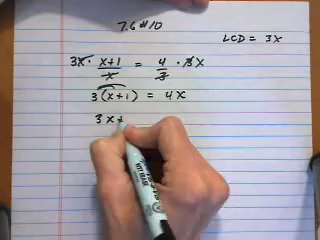 7.6 #10
LCD = 3x
3x · x+1/x = 4/3 · 3x
3(x+1) = 4x
3x+